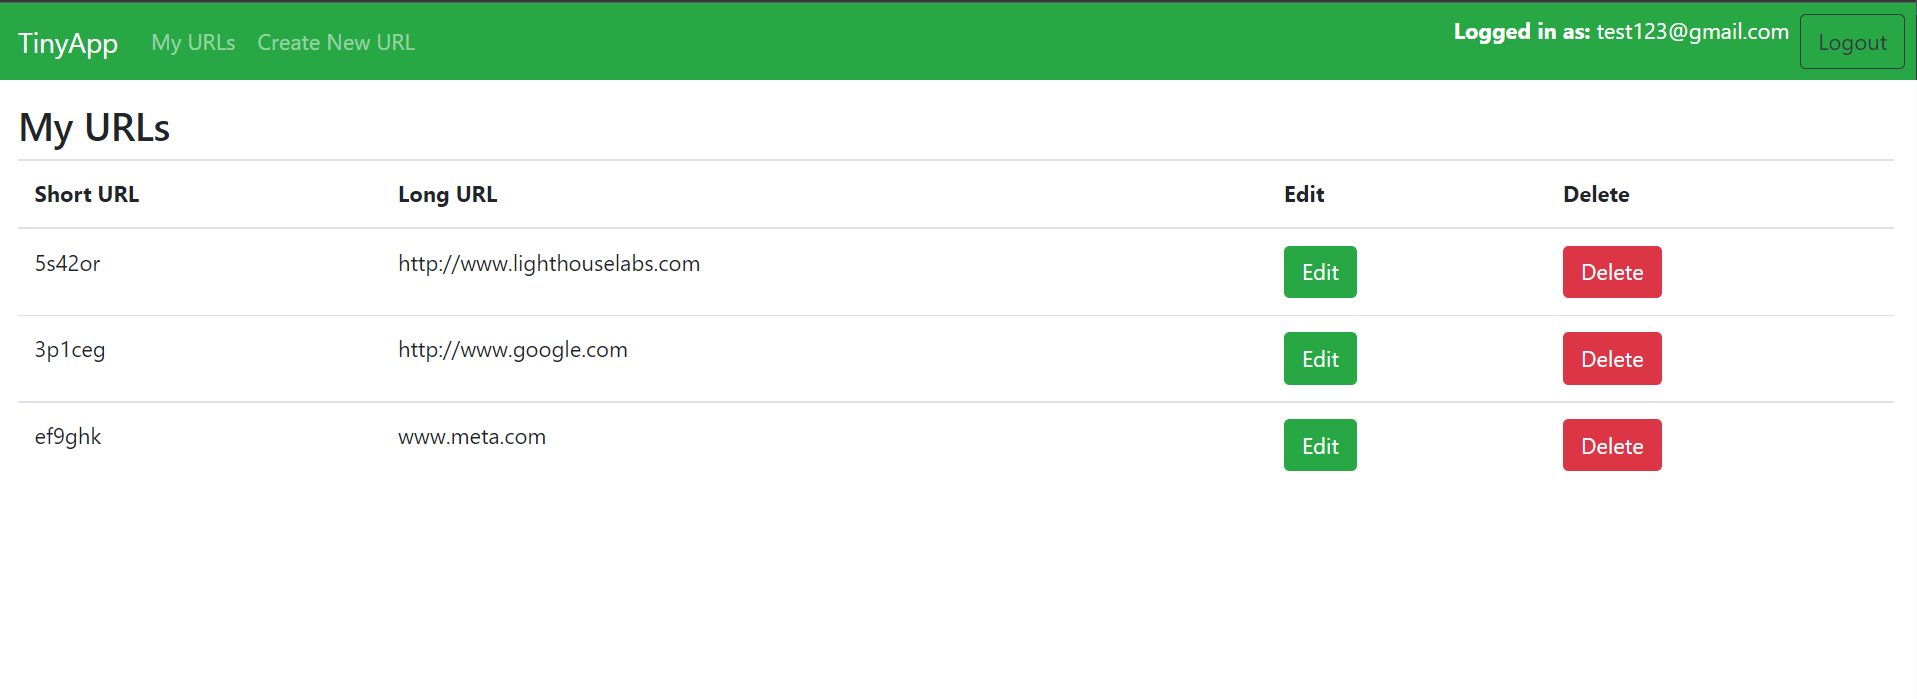 TinyApp My URLs Create New URL Logged in as: test123@gmail.com Logout
My URLs
Short URL Long URL Edit Delete
5s42or http://www.lighthouselabs.com Edit Delete
3p1ceg http://www.google.com Edit Delete
ef9ghk www.meta.com Edit Delete